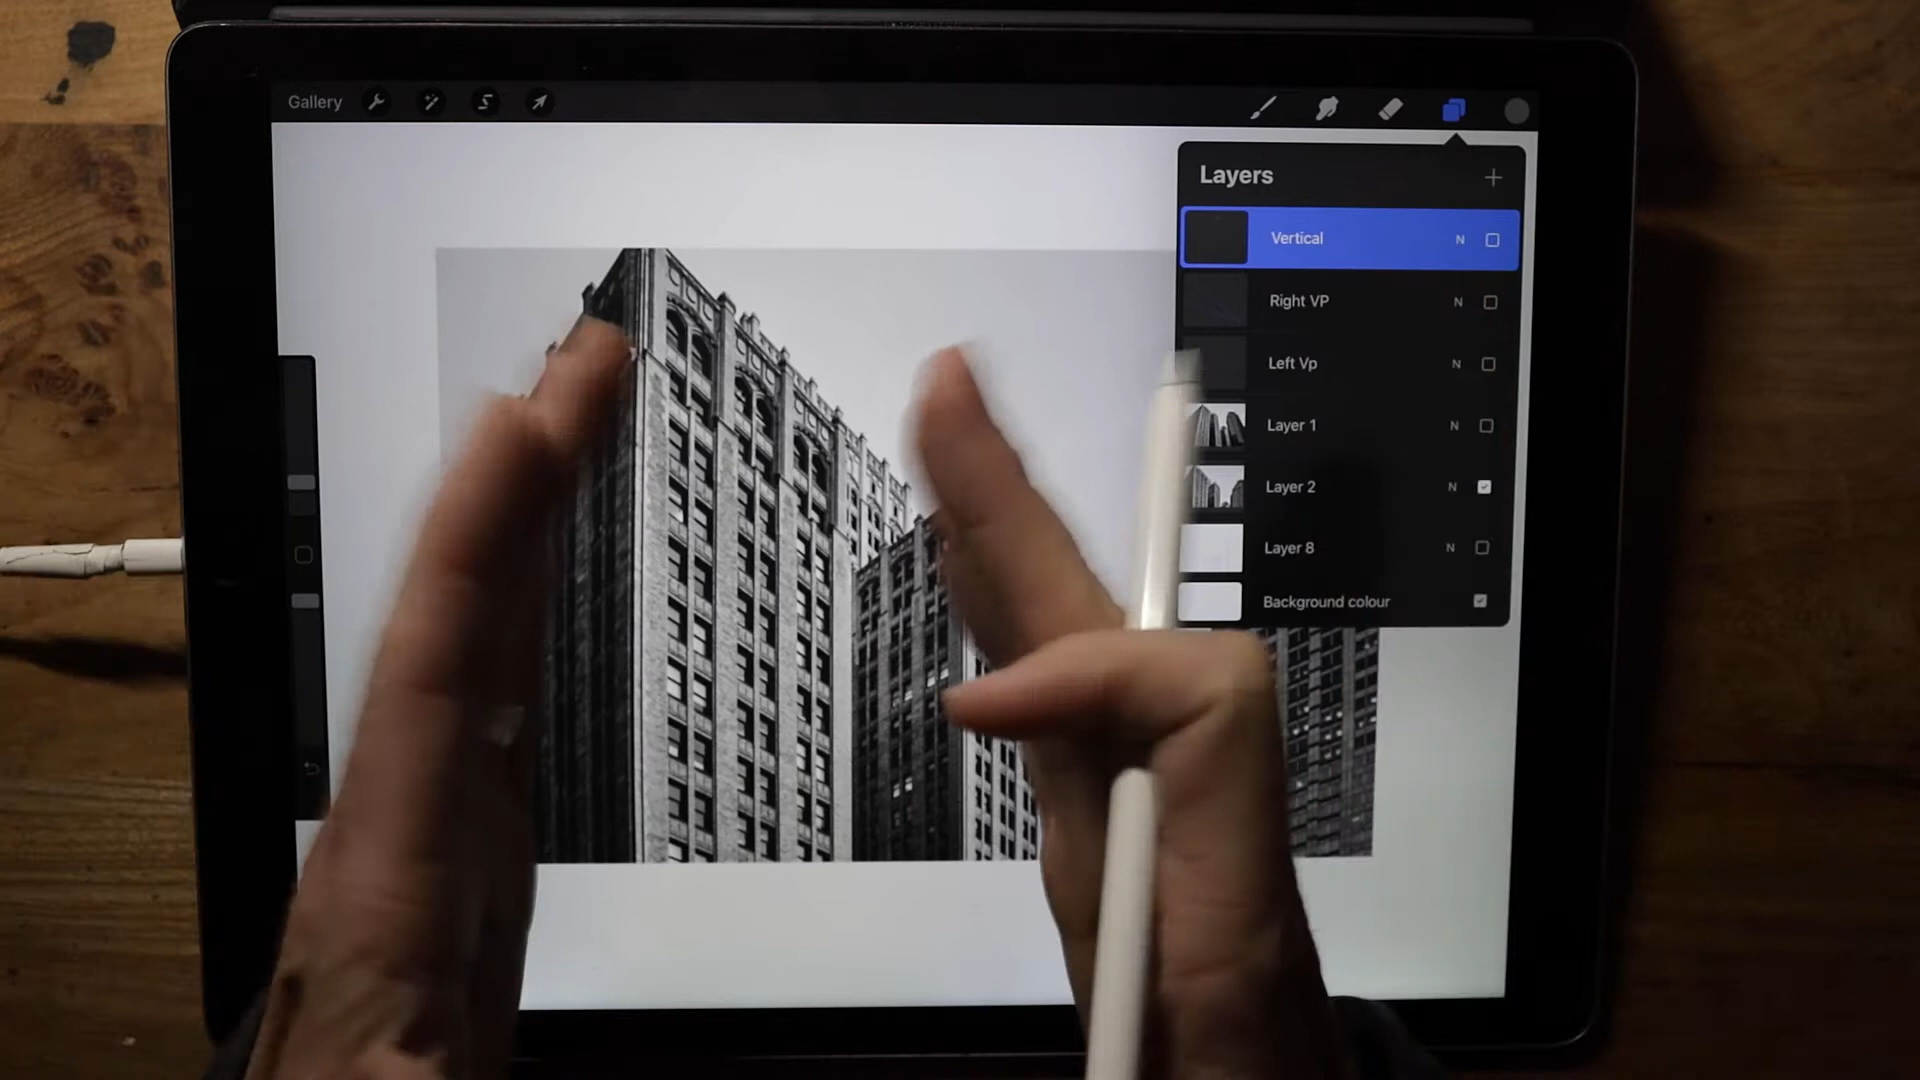 Gallery
Layers
Vertical N
Right VP N
Left Vp N
Layer 1 N
Layer 2 N
Layer 8 N
Background colour